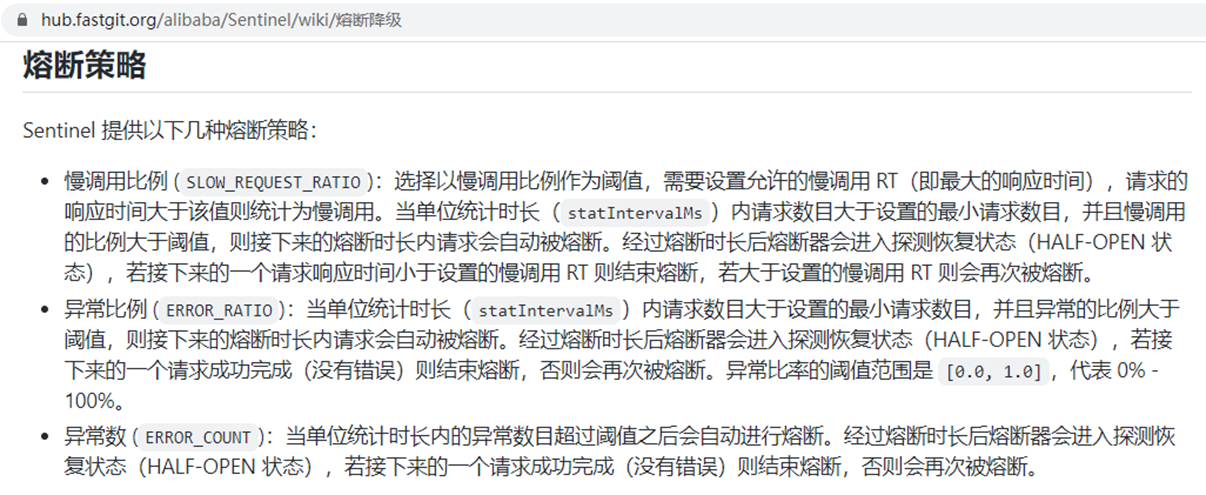 hub.fastgit.org/alibaba/Sentinel/wiki/熔断降级
熔断策略
Sentinel 提供以下几种熔断策略：
• 慢调用比例 (SLOW_REQUEST_RATIO)：选择以慢调用比例作为阈值，需要设置允许的慢调用 RT（即最大的响应时间），请求的
响应时间大于该值则统计为慢调用。当单位统计时长（statIntervalMs）内请求数目大于设置的最小请求数目，并且慢调用
的比例大于阈值，则接下来的熔断时长内请求会自动被熔断。经过熔断时长后熔断器会进入探测恢复状态（HALF-OPEN 状
态），若接下来的一个请求响应时间小于设置的慢调用 RT 则结束熔断，若大于设置的慢调用 RT 则会再次被熔断。
• 异常比例 (ERROR_RATIO)：当单位统计时长（statIntervalMs）内请求数目大于设置的最小请求数目，并且异常的比例大于
阈值，则接下来的熔断时长内请求会自动被熔断。经过熔断时长后熔断器会进入探测恢复状态（HALF-OPEN 状态），若接
下来的一个请求成功完成（没有错误）则结束熔断，否则会再次被熔断。异常比率的阈值范围是 [0.0, 1.0]，代表 0% -
100%。
• 异常数 (ERROR_COUNT)：当单位统计时长内的异常数目超过阈值之后会自动进行熔断。经过熔断时长后熔断器会进入探测恢
复状态（HALF-OPEN 状态），若接下来的一个请求成功完成（没有错误）则结束熔断，否则会再次被熔断。